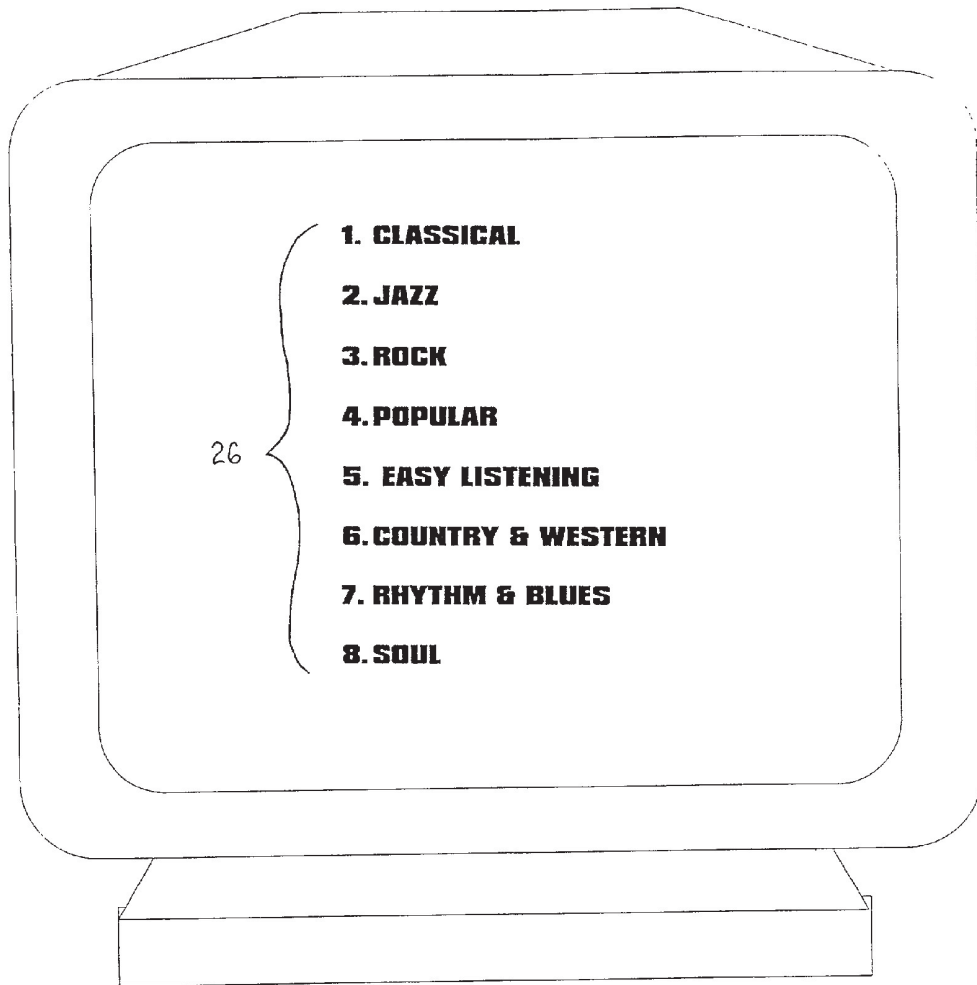 1. CLASSICAL
2. JAZZ
3. ROCK
4. POPULAR
26
5. EASY LISTENING
6. COUNTRY & WESTERN
7. RHYTHM & BLUES
8. SOUL